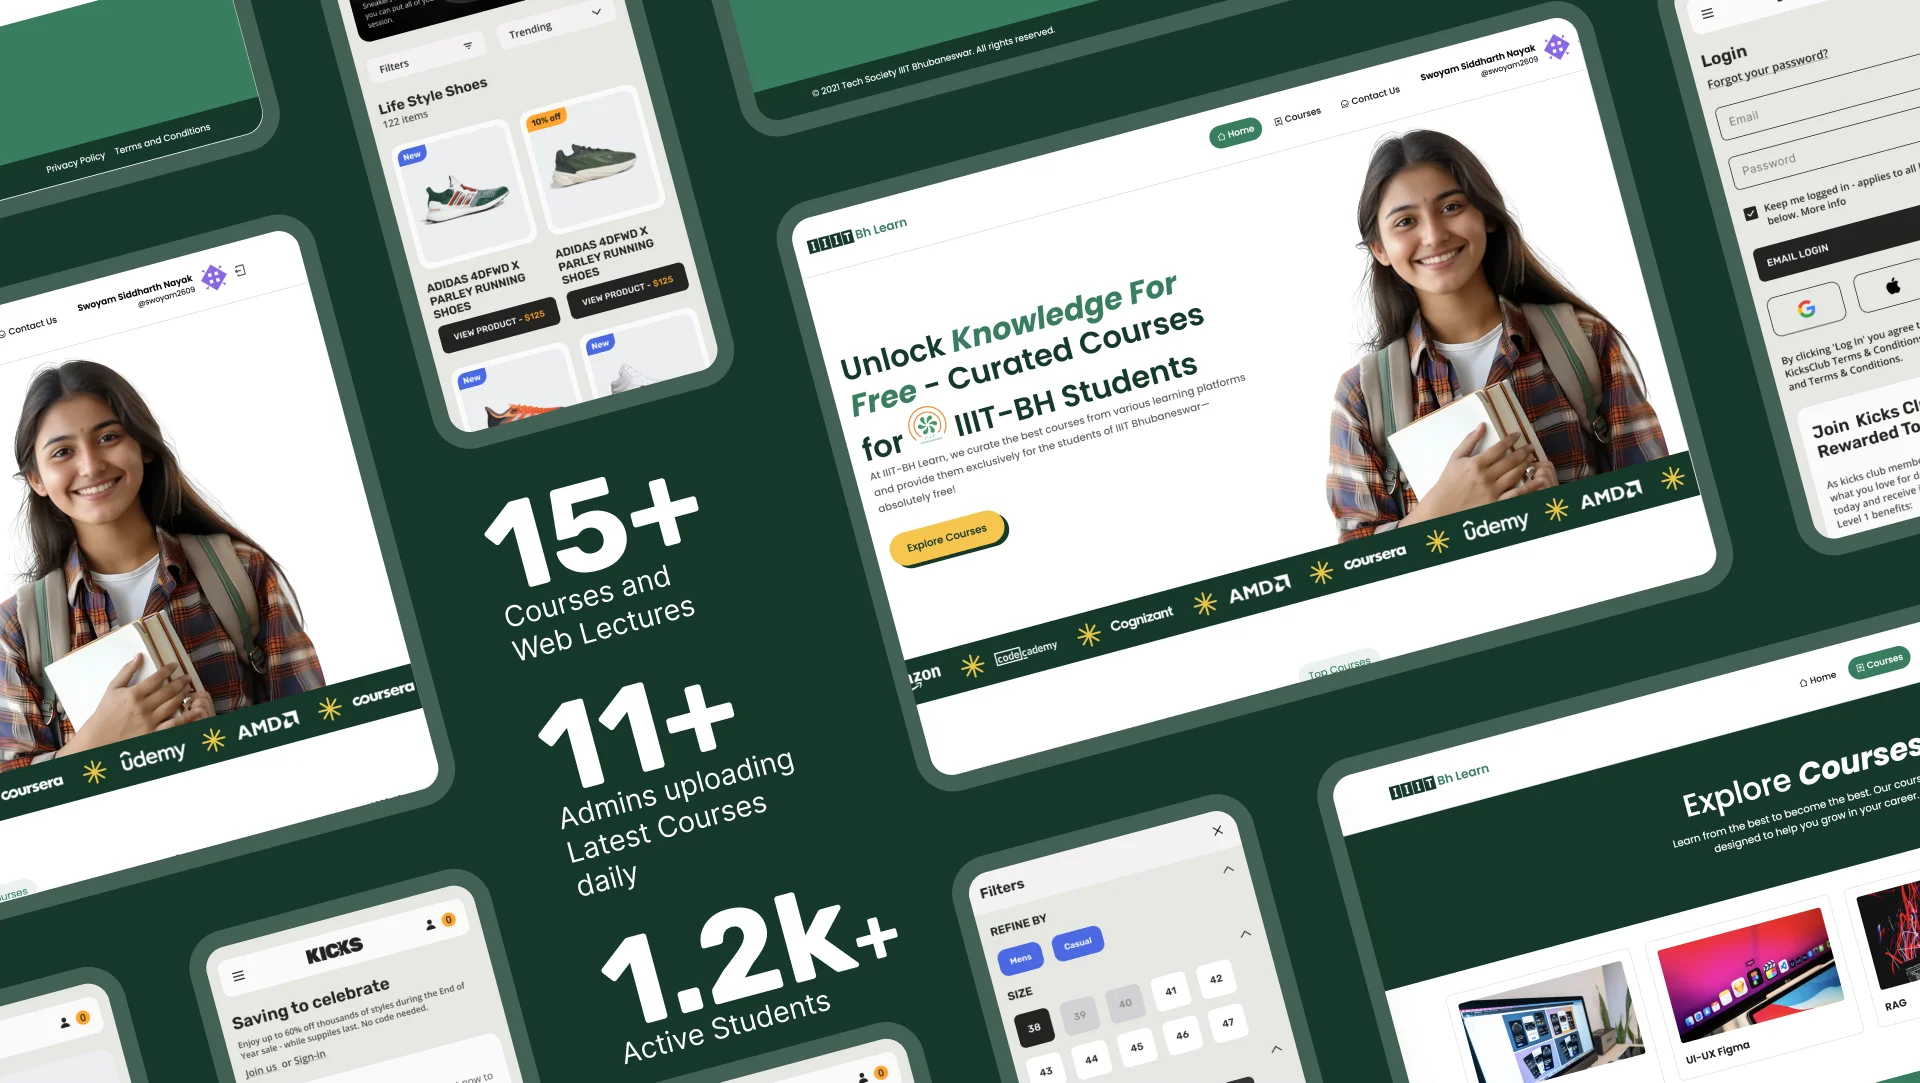 Privacy Policy Terms and Conditions
you can put all of
session.
Filters
Trending
Life Style Shoes
122 items
New
10% off
ADIDAS 4DFWD X
PARLEY RUNNING
SHOES
VIEW PRODUCT - $125
ADIDAS 4DFWD X
PARLEY RUNNING
SHOES
VIEW PRODUCT - $125
New
New
© 2021 Tech Society IIIT Bhubaneswar. All rights reserved.
IIIT Bh Learn
Home
Courses
Contact Us
Swoyam Siddharth Nayak
@swoyam2609
Unlock Knowledge For
Free - Curated Courses
for IIIT-BH Students
At IIIT-BH Learn, we curate the best courses from various learning platforms
and provide them exclusively for the students of IIIT Bhubaneswar—
absolutely free!
Explore Courses
codecademy
Cognizant
AMD
coursera
udemy
AMD
Top Courses
Login
Forgot your password?
Email
Password
Keep me logged in - applies to all
below. More info
EMAIL LOGIN
G
By clicking 'Log In' you agree
KicksClub Terms & Conditions
and Terms & Conditions.
Join Kicks
Rewarded
As kicks club
what you love for
today and receive
Level 1 benefits:
Contact Us
Swoyam Siddharth Nayak
@swoyam2609
coursera
udemy
AMD
coursera
15+
Courses and
Web Lectures
11+
Admins uploading
Latest Courses
daily
1.2k+
Active Students
0
KICKS
0
Saving to celebrate
Enjoy up to 60% off thousands of styles during the End of
Year sale - while suppiles last. No code needed.
Join us or Sign-in
now to
0
Filters
REFINE BY
Mens
Casual
SIZE
38
39
40
41
42
43
44
45
46
47
IIIT Bh Learn
Home
Courses
Explore Courses
Learn from the best to become the best. Our
designed to help you grow in your career.
UI-UX Figma
RAG